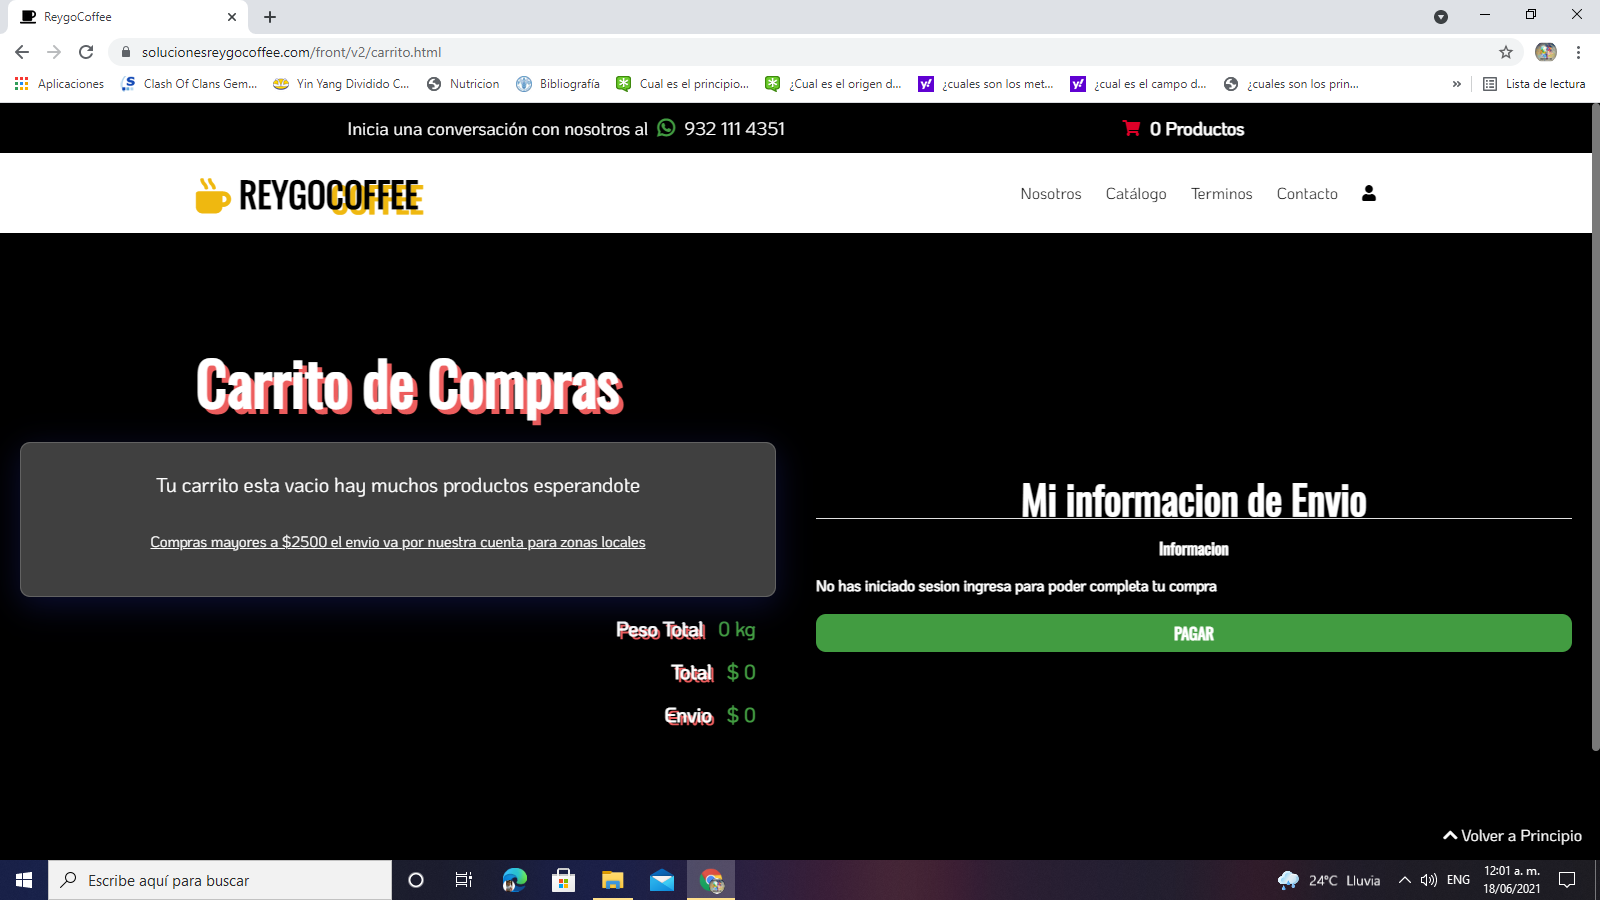 ReygoCoffee
solucionesreygocoffee.com/front/v2/carrito.html
Aplicaciones
Clash Of Clans Gem...
Yin Yang Dividido C...
Nutricion
Bibliografía
Cual es el principio...
¿Cual es el origen d...
¿cuales son los met...
¿cual es el campo d...
¿cuales son los prin...
»
Lista de lectura
Inicia una conversación con nosotros al 932 111 4351
0 Productos
REYGOCOFFEE
Nosotros
Catálogo
Terminos
Contacto
Carrito de Compras
Tu carrito esta vacio hay muchos productos esperandote
Compras mayores a $2500 el envio va por nuestra cuenta para zonas locales
Peso Total 0 kg
Total $ 0
Envio $ 0
Mi informacion de Envio
Informacion
No has iniciado sesion ingresa para poder completa tu compra
PAGAR
Volver a Principio
Escribe aquí para buscar
24°C Lluvia
ENG
12:01 a. m.
18/06/2021